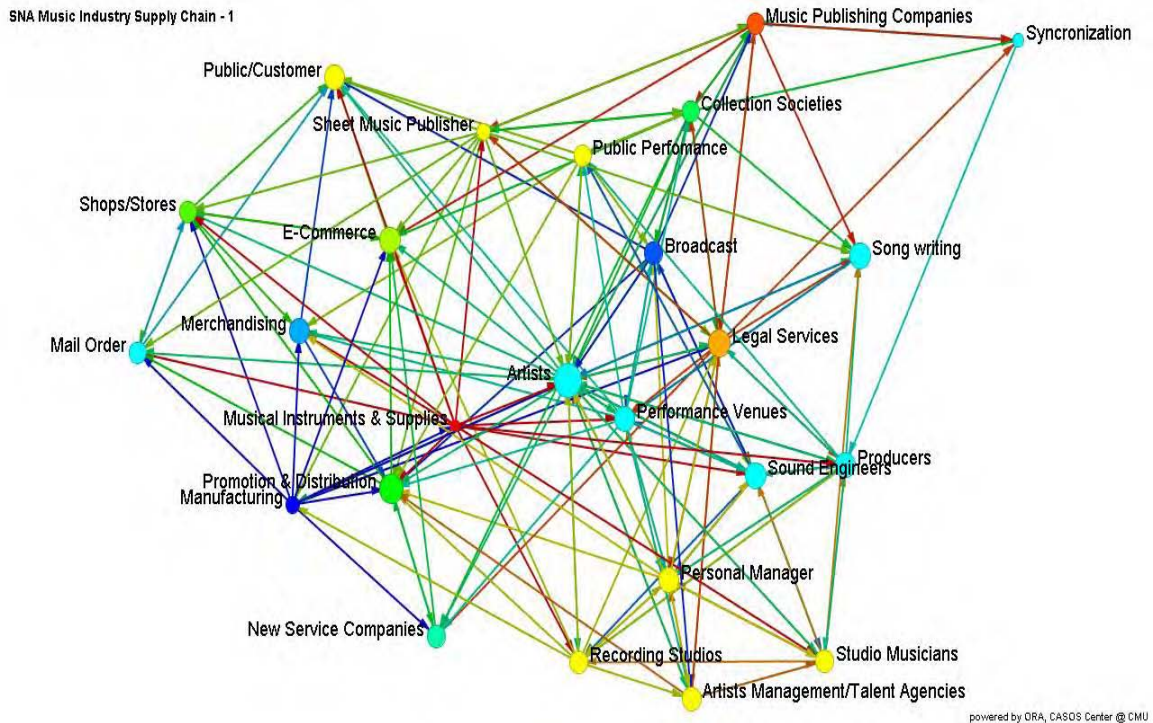 SNA Music Industry Supply Chain - 1
Music Publishing Companies
Syncronization
Public/Customer
Collection Societies
Sheet Music Publisher
Public Perfomance
Shops/Stores
E-Commerce
Broadcast
Song writing
Merchandising
Legal Services
Mail Order
Artists
Musical Instruments & Supplies
Performance Venues
Producers
Sound Engineers
Promotion & Distribution
Manufacturing
Personal Manager
New Service Companies
Recording Studios
Studio Musicians
Artists Management/Talent Agencies
powered by ORA, CASOS Center @ CMU